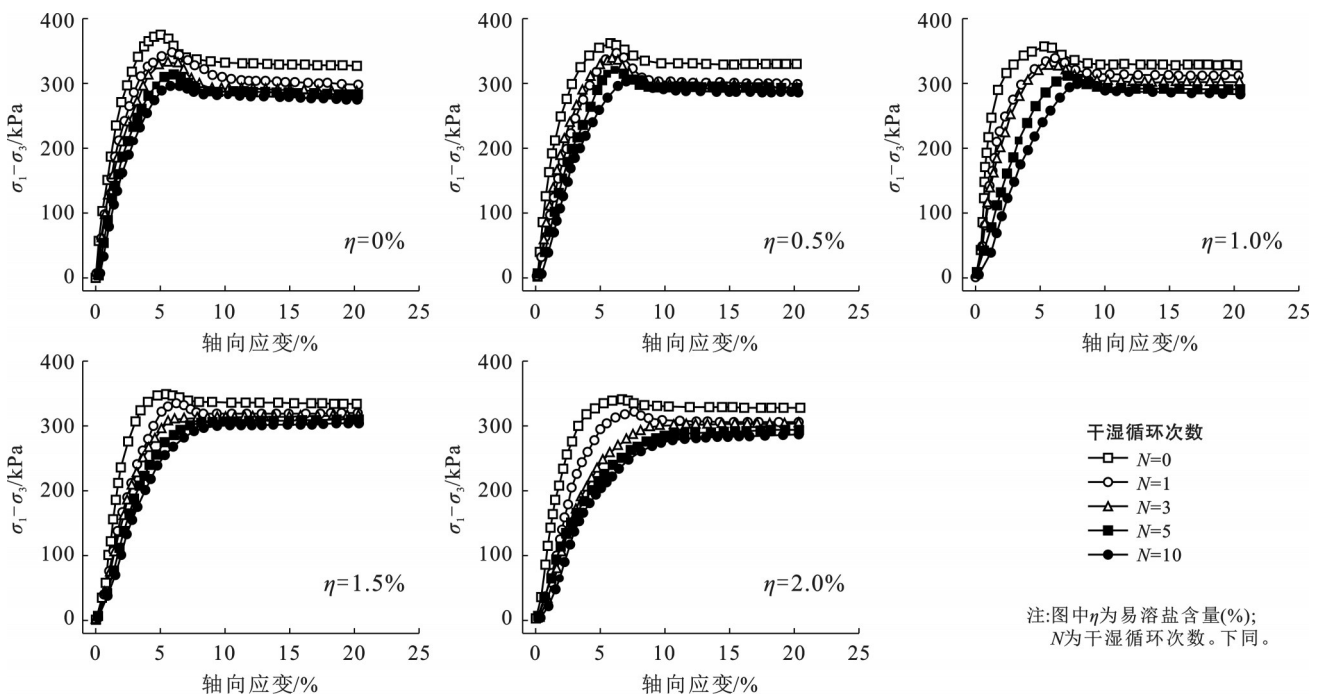 400
300
200
100
0
σ₁−σ₃/kPa
η=0%
0 5 10 15 20 25
轴向应变/%
400
300
200
100
0
σ₁−σ₃/kPa
η=0.5%
0 5 10 15 20 25
轴向应变/%
400
300
200
100
0
σ₁−σ₃/kPa
η=1.0%
0 5 10 15 20 25
轴向应变/%
400
300
200
100
0
σ₁−σ₃/kPa
η=1.5%
0 5 10 15 20 25
轴向应变/%
400
300
200
100
0
σ₁−σ₃/kPa
η=2.0%
0 5 10 15 20 25
轴向应变/%
干湿循环次数
N=0
N=1
N=3
N=5
N=10
注:图中η为易溶盐含量(%);
N为干湿循环次数。下同。